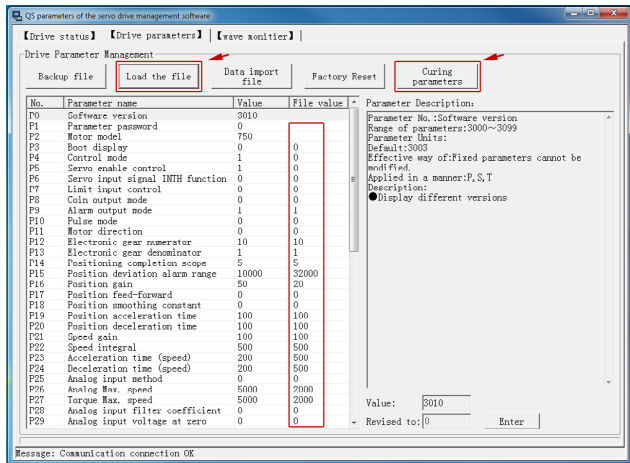 QS parameters of the servo drive management software
【Drive status】 【Drive parameters】 【wave monitier】
Drive Parameter Management
Backup file Load the file Data import file Factory Reset Curing parameters
No. Parameter name Value File value
P0 Software version 3010
P1 Parameter password 0
P2 Motor model 750
P3 Boot display 0 0
P4 Control mode 1 0
P5 Servo enable control 1 0
P6 Servo input signal INTH function 0 0
P7 Limit input control 0 0
P8 Coin output mode 0 0
P9 Alarm output mode 1 1
P10 Pulse mode 0 0
P11 Motor direction 0 0
P12 Electronic gear numerator 10 10
P13 Electronic gear denominator 1 1
P14 Positioning completion scope 5 5
P15 Position deviation alarm range 10000 32000
P16 Position gain 50 20
P17 Position feed-forward 0 0
P18 Position smoothing constant 0 0
P19 Position acceleration time 100 100
P20 Position deceleration time 100 100
P21 Speed gain 100 100
P22 Speed integral 500 500
P23 Acceleration time (speed) 200 500
P24 Deceleration time (speed) 200 500
P25 Analog input method 0 0
P26 Analog Max. speed 5000 2000
P27 Torque Max. speed 5000 2000
P28 Analog input filter coefficient 0 0
P29 Analog input voltage at zero 0 0
Parameter Description:
Parameter No.:Software version
Range of parameters:3000~3099
Parameter Units:
Default:3003
Effective way of:Fixed parameters cannot be
modified.
Applied in a manner:P,S,T
Description:
●Display different versions
Value: 3010
Revised to: 0 Enter
Message: Communication connection OK